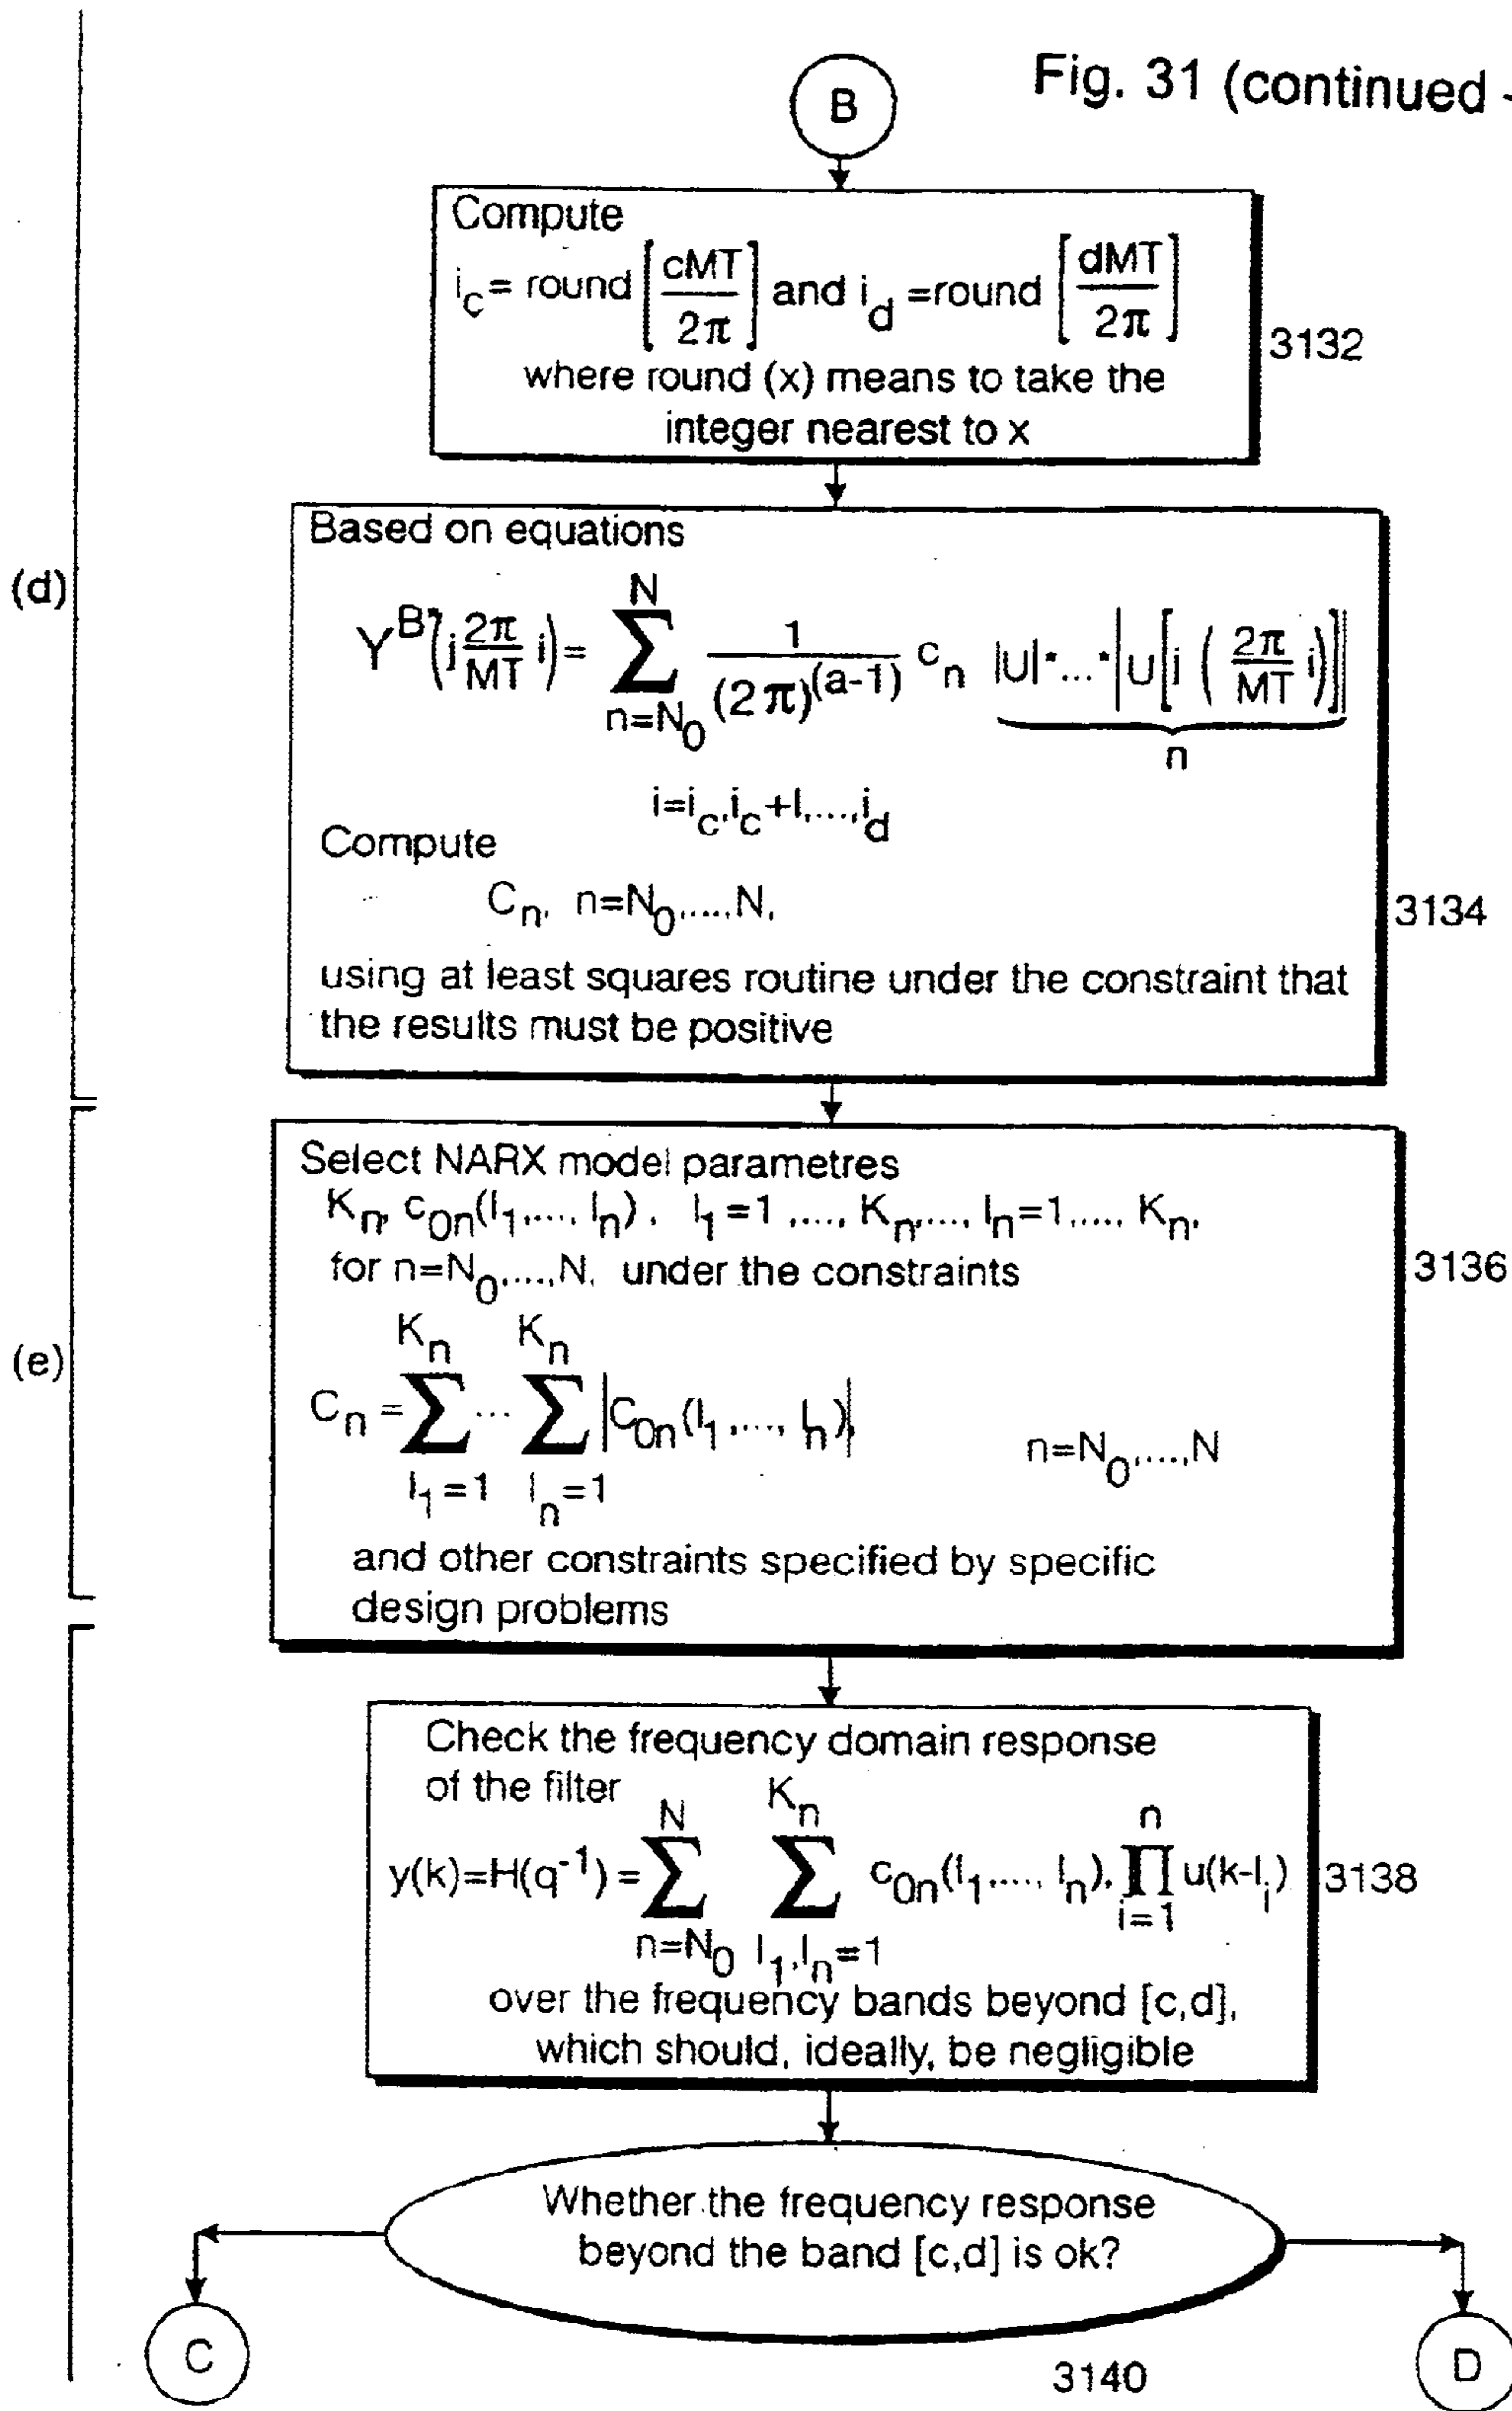 Fig. 31 (continued -
B
Compute
i_c = round [cMT / 2π] and i_d = round [dMT / 2π]
where round (x) means to take the
integer nearest to x
3132
(d)
Based on equations
Y^B"(j 2π/MT i) = ∑_{n=N_0}^{N} 1/(2π)^(a-1) c_n |U|*...*|U[j (2π/MT i)]|
n
i=i_c,i_c+l,....,i_d
Compute
C_n, n=N_0,....,N,
3134
using at least squares routine under the constraint that
the results must be positive
Select NARX model parametres
K_n, c_0n(l_1,...., l_n), l_1=1 ,...., K_n,..., l_n=1,...., K_n,
for n=N_0,....,N, under the constraints
3136
(e)
C_n = ∑_{l_1=1}^{K_n} ... ∑_{l_n=1}^{K_n} |C_0n(l_1 ,...., l_n)| n=N_0,....,N
and other constraints specified by specific
design problems
Check the frequency domain response
of the filter
y(k)=H(q^-1) = ∑_{n=N_0}^{N} ∑_{l_1,l_n=1}^{K_n} c_0n(l_1,...., l_n), ∏_{i=1}^{n} u(k-l_i)
3138
over the frequency bands beyond [c,d],
which should, ideally, be negligible
Whether the frequency response
beyond the band [c,d] is ok?
C
3140
D